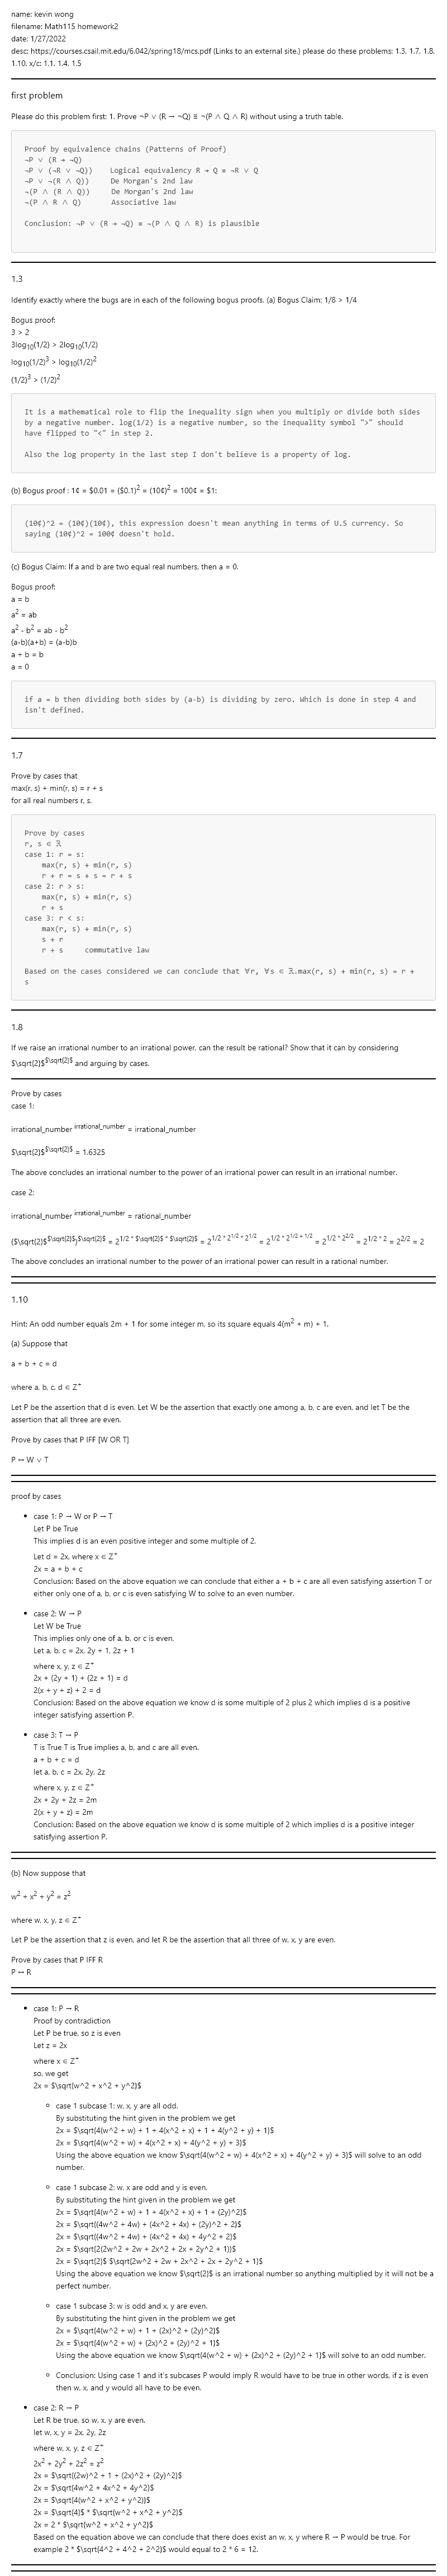 name: kevin wong
filename: Math115 homework2
date: 1/27/2022
desc: https://courses.csail.mit.edu/6.042/spring18/mcs.pdf (Links to an external site.) please do these problems: 1.3, 1.7, 1.8,
1.10, x/c: 1.1, 1.4, 1.5
first problem
Please do this problem first: 1. Prove ¬P ∨ (R → ¬Q) ≡ ¬(P ∧ Q ∧ R) without using a truth table.
Proof by equivalence chains (Patterns of Proof)
¬P ∨ (R → ¬Q)
¬P ∨ (¬R ∨ ¬Q)) Logical equivalency R → Q ≡ ¬R ∨ Q
¬P ∨ ¬(R ∧ Q)) De Morgan's 2nd law
¬(P ∧ (R ∧ Q)) De Morgan's 2nd law
¬(P ∧ R ∧ Q) Associative law
Conclusion: ¬P ∨ (R → ¬Q) ≡ ¬(P ∧ Q ∧ R) is plausible
1.3
Identify exactly where the bugs are in each of the following bogus proofs. (a) Bogus Claim: 1/8 > 1/4
Bogus proof:
3 > 2
3log10(1/2) > 2log10(1/2)
log10(1/2)^3 > log10(1/2)^2
(1/2)^3 > (1/2)^2
It is a mathematical role to flip the inequality sign when you multiply or divide both sides
by a negative number. log(1/2) is a negative number, so the inequality symbol ">" should
have flipped to "<" in step 2.
Also the log property in the last step I don't believe is a property of log.
(b) Bogus proof : 1¢ = $0.01 = ($0.1)^2 = (10¢)^2 = 100¢ = $1:
(10¢)^2 = (10¢)(10¢), this expression doesn't mean anything in terms of U.S currency. So
saying (10¢)^2 = 100¢ doesn't hold.
(c) Bogus Claim: If a and b are two equal real numbers, then a = 0.
Bogus proof:
a = b
a^2 = ab
a^2 - b^2 = ab - b^2
(a-b)(a+b) = (a-b)b
a + b = b
a = 0
if a = b then dividing both sides by (a-b) is dividing by zero. Which is done in step 4 and
isn't defined.
1.7
Prove by cases that
max(r, s) + min(r, s) = r + s
for all real numbers r, s.
Prove by cases
r, s ∈ ℝ
case 1: r = s:
max(r, s) + min(r, s)
r + r = s + s = r + s
case 2: r > s:
max(r, s) + min(r, s)
r + s
case 3: r < s:
max(r, s) + min(r, s)
s + r
r + s commutative law
Based on the cases considered we can conclude that ∀r, ∀s ∈ ℝ.max(r, s) + min(r, s) = r +
s
1.8
If we raise an irrational number to an irrational power, can the result be rational? Show that it can by considering
$\sqrt{2}$^$\sqrt{2}$ and arguing by cases.
Prove by cases
case 1:
irrational_number ^irrational_number = irrational_number
$\sqrt{2}$^$\sqrt{2}$ = 1.6325
The above concludes an irrational number to the power of an irrational power can result in an irrational number.
case 2:
irrational_number ^irrational_number = rational_number
($\sqrt{2}$^$\sqrt{2}$)^$\sqrt{2}$ = 2^1/2 * $\sqrt{2}$ * $\sqrt{2}$ = 2^1/2 * 2^1/2 * 2^1/2 = 2^1/2 * 2^1/2 + 1/2 = 2^1/2 * 2^2/2 = 2^1/2 * 2 = 2^2/2 = 2
The above concludes an irrational number to the power of an irrational power can result in a rational number.
1.10
Hint: An odd number equals 2m + 1 for some integer m, so its square equals 4(m^2 + m) + 1.
(a) Suppose that
a + b + c = d
where a, b, c, d ∈ ℤ^+
Let P be the assertion that d is even. Let W be the assertion that exactly one among a, b, c are even, and let T be the
assertion that all three are even.
Prove by cases that P IFF [W OR T]
P ↔ W ∨ T
proof by cases
• case 1: P → W or P → T
Let P be True
This implies d is an even positive integer and some multiple of 2.
Let d = 2x, where x ∈ ℤ^+
2x = a + b + c
Conclusion: Based on the above equation we can conclude that either a + b + c are all even satisfying assertion T or
either only one of a, b, or c is even satisfying W to solve to an even number.
• case 2: W → P
Let W be True
This implies only one of a, b, or c is even.
Let a, b, c = 2x, 2y + 1, 2z + 1
where x, y, z ∈ ℤ^+
2x + (2y + 1) + (2z + 1) = d
2(x + y + z) + 2 = d
Conclusion: Based on the above equation we know d is some multiple of 2 plus 2 which implies d is a positive
integer satisfying assertion P.
• case 3: T → P
T is True T is True implies a, b, and c are all even.
a + b + c = d
let a, b, c = 2x, 2y, 2z
where x, y, z ∈ ℤ^+
2x + 2y + 2z = 2m
2(x + y + z) = 2m
Conclusion: Based on the above equation we know d is some multiple of 2 which implies d is a positive integer
satisfying assertion P.
(b) Now suppose that
w^2 + x^2 + y^2 = z^2
where w, x, y, z ∈ ℤ^+
Let P be the assertion that z is even, and let R be the assertion that all three of w, x, y are even.
Prove by cases that P IFF R
P ↔ R
• case 1: P → R
Proof by contradiction
Let P be true, so z is even
Let z = 2x
where x ∈ ℤ^+
so, we get
2x = $\sqrt{w^2 + x^2 + y^2}$
◦ case 1 subcase 1: w, x, y are all odd.
By substituting the hint given in the problem we get
2x = $\sqrt{4(w^2 + w) + 1 + 4(x^2 + x) + 1 + 4(y^2 + y) + 1}$
2x = $\sqrt{4(w^2 + w) + 4(x^2 + x) + 4(y^2 + y) + 3}$
Using the above equation we know $\sqrt{4(w^2 + w) + 4(x^2 + x) + 4(y^2 + y) + 3}$ will solve to an odd
number.
◦ case 1 subcase 2: w, x are odd and y is even.
By substituting the hint given in the problem we get
2x = $\sqrt{4(w^2 + w) + 1 + 4(x^2 + x) + 1 + (2y)^2}$
2x = $\sqrt{(4w^2 + 4w) + (4x^2 + 4x) + (2y)^2 + 2}$
2x = $\sqrt{(4w^2 + 4w) + (4x^2 + 4x) + 4y^2 + 2}$
2x = $\sqrt{2(2w^2 + 2w + 2x^2 + 2x + 2y^2 + 1)}$
2x = $\sqrt{2}$ $\sqrt{2w^2 + 2w + 2x^2 + 2x + 2y^2 + 1}$
Using the above equation we know $\sqrt{2}$ is an irrational number so anything multiplied by it will not be a
perfect number.
◦ case 1 subcase 3: w is odd and x, y are even.
By substituting the hint given in the problem we get
2x = $\sqrt{4(w^2 + w) + 1 + (2x)^2 + (2y)^2}$
2x = $\sqrt{4(w^2 + w) + (2x)^2 + (2y)^2 + 1}$
Using the above equation we know $\sqrt{4(w^2 + w) + (2x)^2 + (2y)^2 + 1}$ will solve to an odd number.
◦ Conclusion: Using case 1 and it's subcases P would imply R would have to be true in other words, if z is even
then w, x, and y would all have to be even.
• case 2: R → P
Let R be true, so w, x, y are even.
let w, x, y = 2x, 2y, 2z
where w, x, y, z ∈ ℤ^+
2x^2 + 2y^2 + 2z^2 = z^2
2x = $\sqrt{(2w)^2 + 1 + (2x)^2 + (2y)^2}$
2x = $\sqrt{4w^2 + 4x^2 + 4y^2}$
2x = $\sqrt{4(w^2 + x^2 + y^2)}$
2x = $\sqrt{4}$ * $\sqrt{w^2 + x^2 + y^2}$
2x = 2 * $\sqrt{w^2 + x^2 + y^2}$
Based on the equation above we can conclude that there does exist an w, x, y where R → P would be true. For
example 2 * $\sqrt{4^2 + 4^2 + 2^2}$ would equal to 2 * 6 = 12.